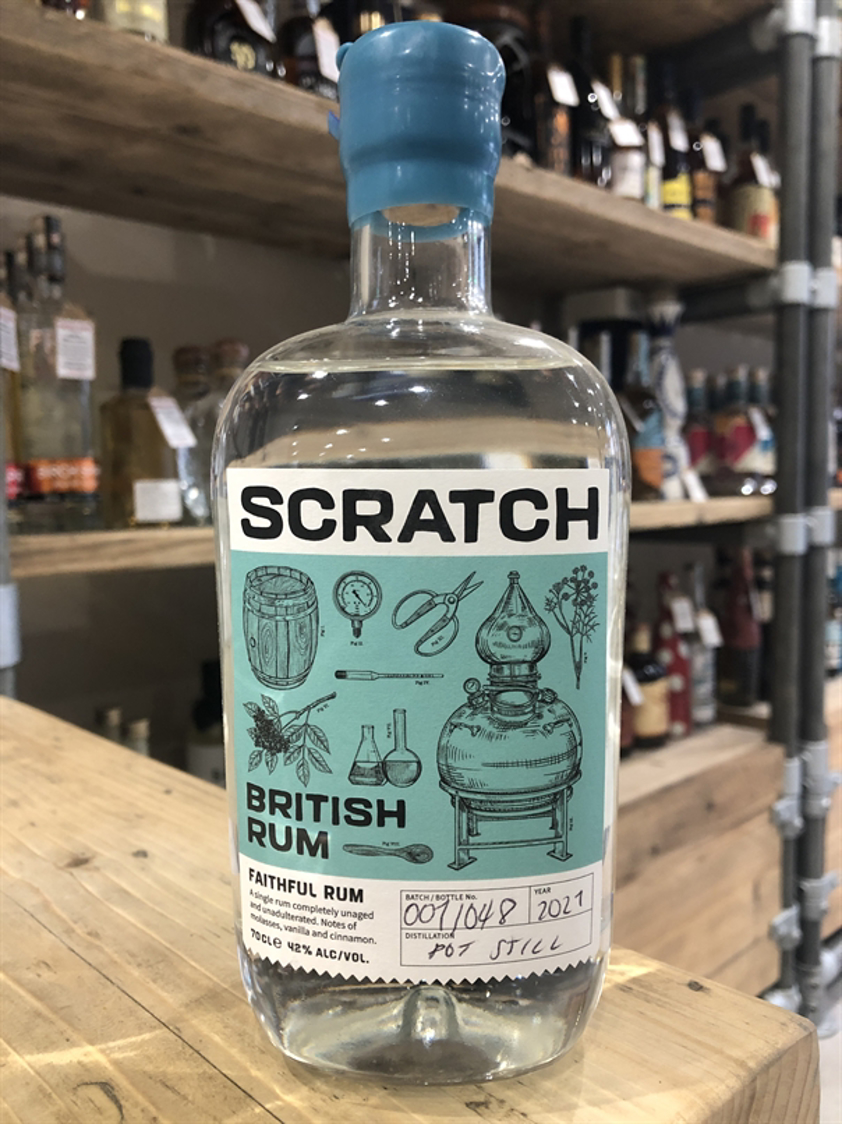 SCRATCH
BRITISH
RUM
FAITHFUL RUM
A single rum completely unaged
and unadulterated. Notes of
molasses, vanilla and cinnamon.
70CL e 42% ALC/VOL.
BATCH / BOTTLE No.
001/048
YEAR
2021
DISTILLATION
POT STILL